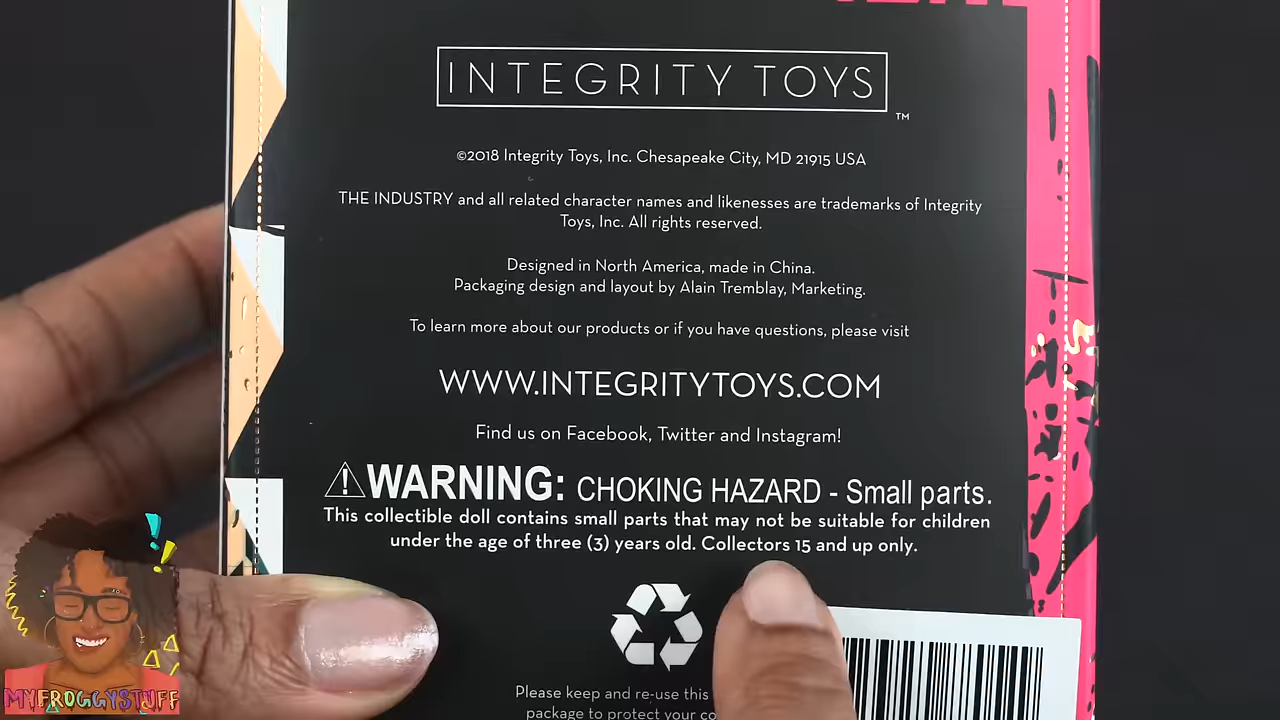 INTEGRITY TOYS
™
©2018 Integrity Toys, Inc. Chesapeake City, MD 21915 USA
THE INDUSTRY and all related character names and likenesses are trademarks of Integrity
Toys, Inc. All rights reserved.
Designed in North America, made in China.
Packaging design and layout by Alain Tremblay, Marketing.
To learn more about our products or if you have questions, please visit
WWW.INTEGRITYTOYS.COM
Find us on Facebook, Twitter and Instagram!
WARNING: CHOKING HAZARD - Small parts.
This collectible doll contains small parts that may not be suitable for children
under the age of three (3) years old. Collectors 15 and up only.
Please keep and re-use this
package to protect your
MYFROGGYSTUFF